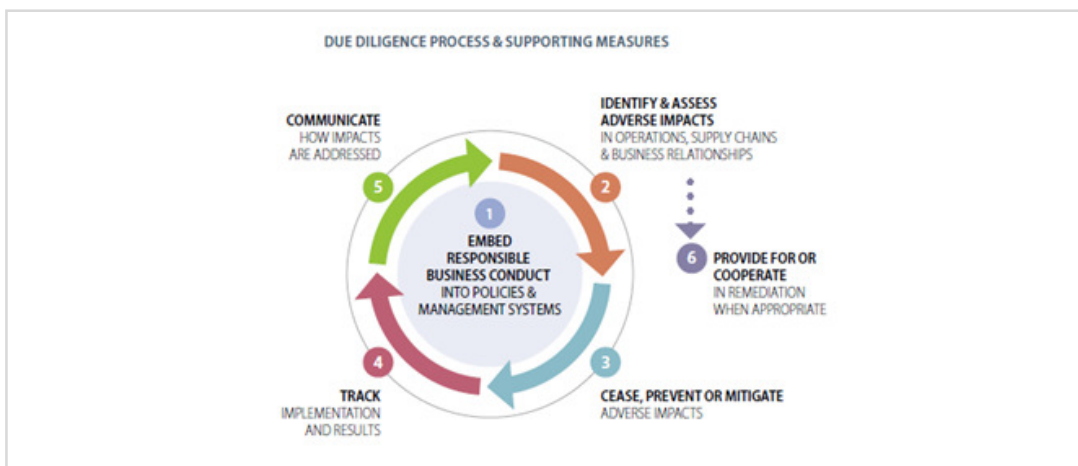 DUE DILIGENCE PROCESS & SUPPORTING MEASURES
1
EMBED
RESPONSIBLE
BUSINESS CONDUCT
INTO POLICIES &
MANAGEMENT SYSTEMS
2
IDENTIFY & ASSESS
ADVERSE IMPACTS
IN OPERATIONS, SUPPLY CHAINS
& BUSINESS RELATIONSHIPS
3
CEASE, PREVENT OR MITIGATE
ADVERSE IMPACTS
4
TRACK
IMPLEMENTATION
AND RESULTS
5
COMMUNICATE
HOW IMPACTS
ARE ADDRESSED
6
PROVIDE FOR OR
COOPERATE
IN REMEDIATION
WHEN APPROPRIATE